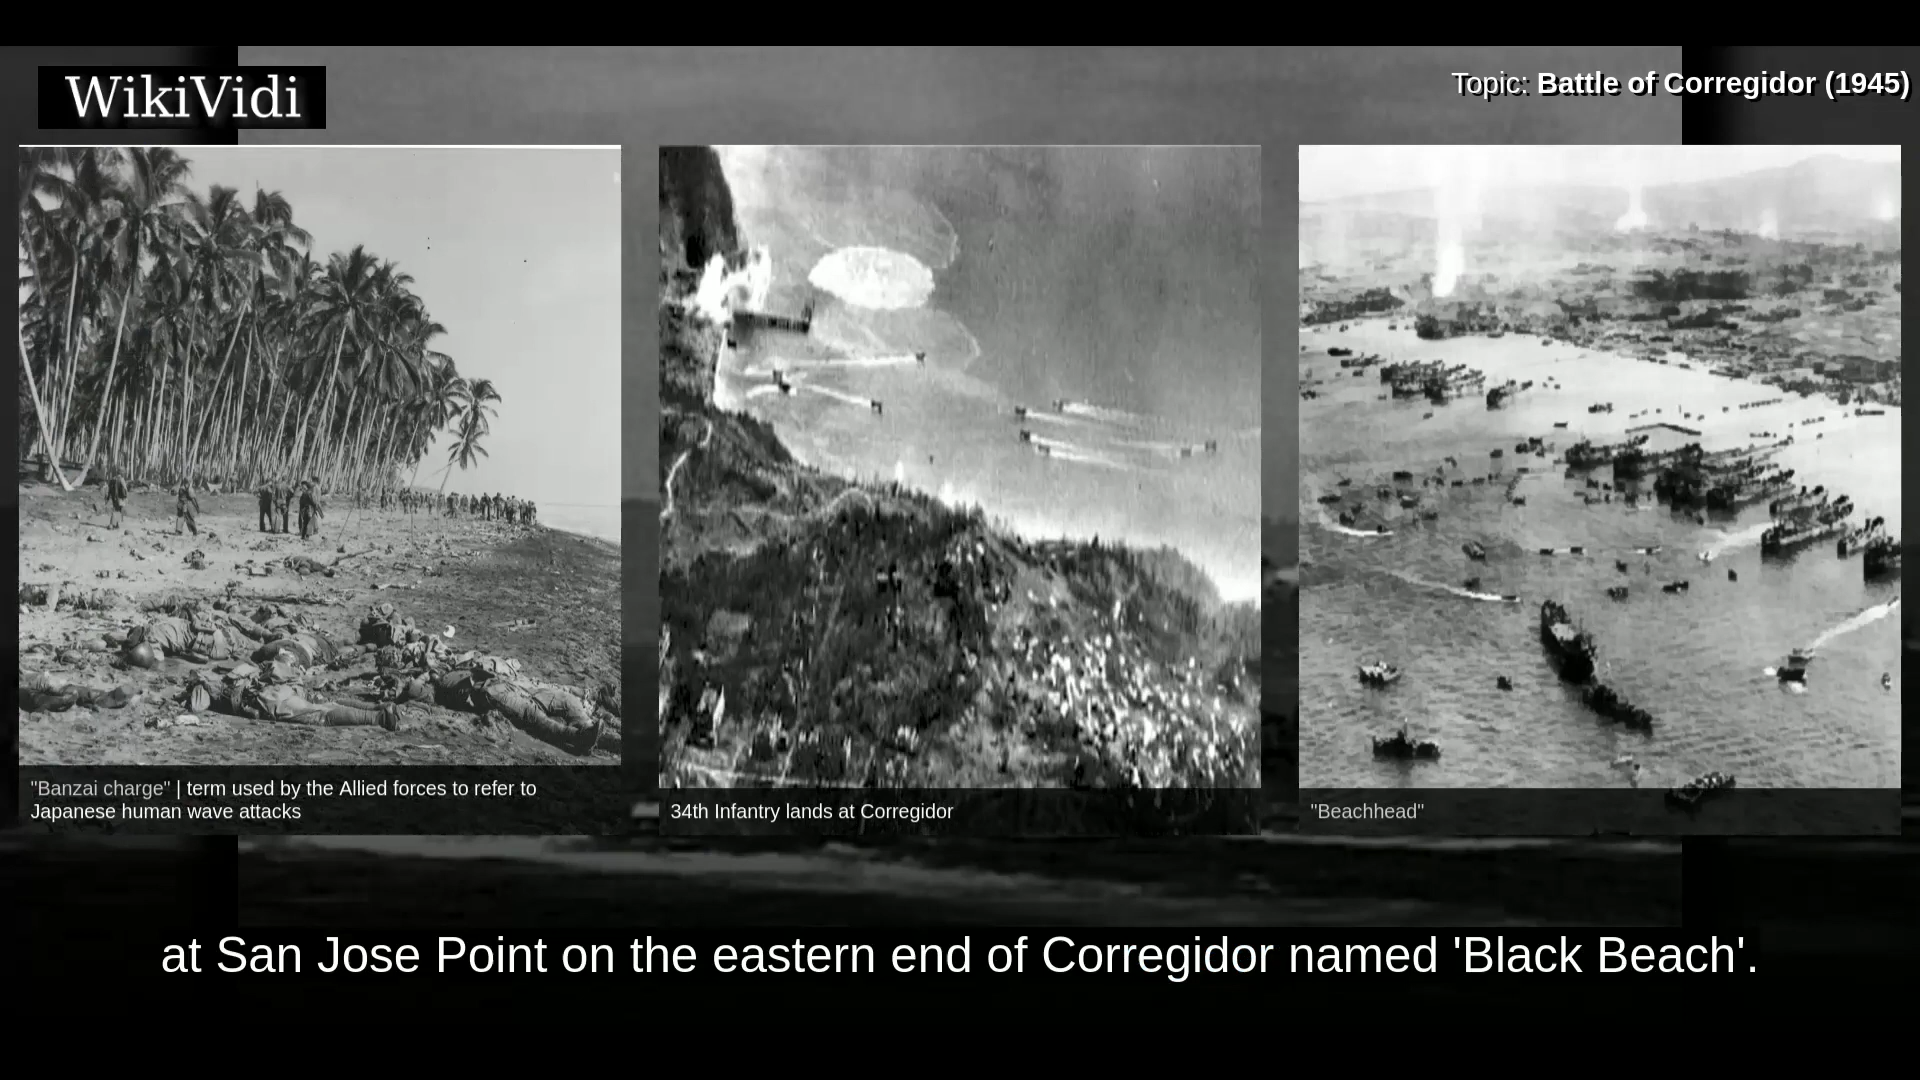 WikiVidi
Topic: Battle of Corregidor (1945)
"Banzai charge" | term used by the Allied forces to refer to
Japanese human wave attacks
34th Infantry lands at Corregidor
"Beachhead"
at San Jose Point on the eastern end of Corregidor named 'Black Beach'.